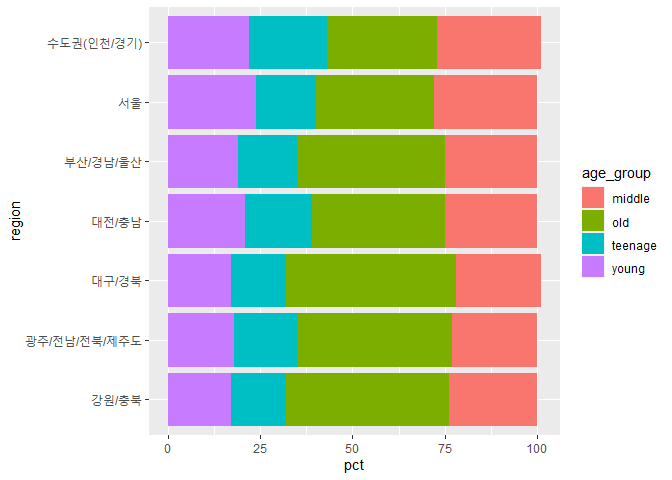 수도권(인천/경기)
서울
부산/경남/울산
대전/충남
대구/경북
광주/전남/전북/제주도
강원/충북
region
0 25 50 75 100
pct
age_group
middle
old
teenage
young